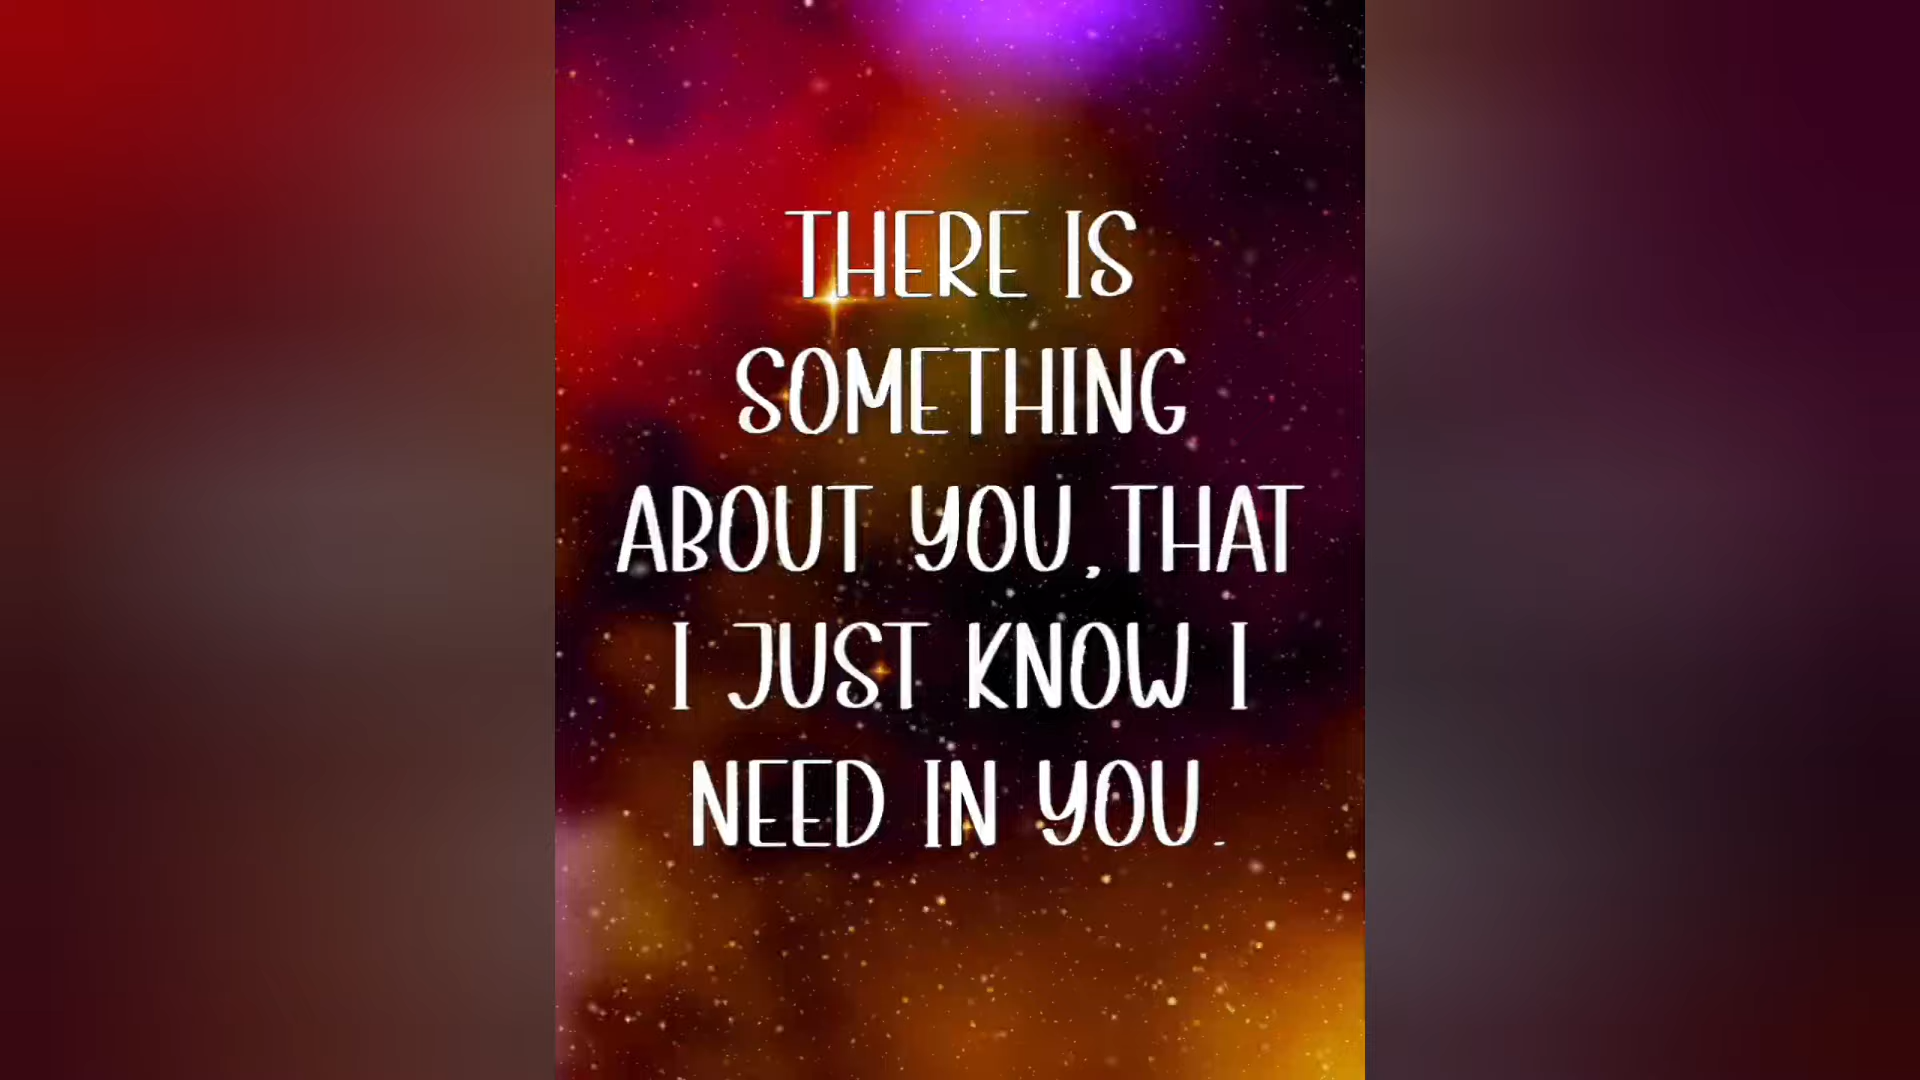 THERE IS
SOMETHING
ABOUT YOU,THAT
I JUST KNOW I
NEED IN YOU.